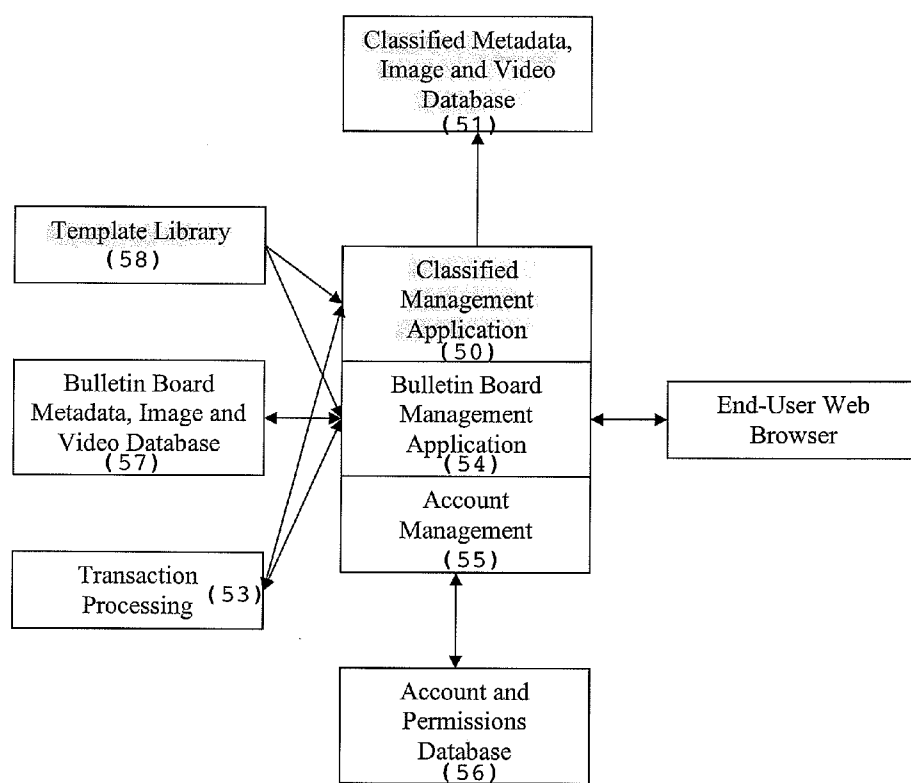 Classified Metadata,
Image and Video
Database
(51)
Template Library
(58)
Classified
Management
Application
(50)
Bulletin Board
Metadata, Image and
Video Database
(57)
Bulletin Board
Management
Application
(54)
End-User Web
Browser
Account
Management
(55)
Transaction
Processing (53)
Account and
Permissions
Database
(56)